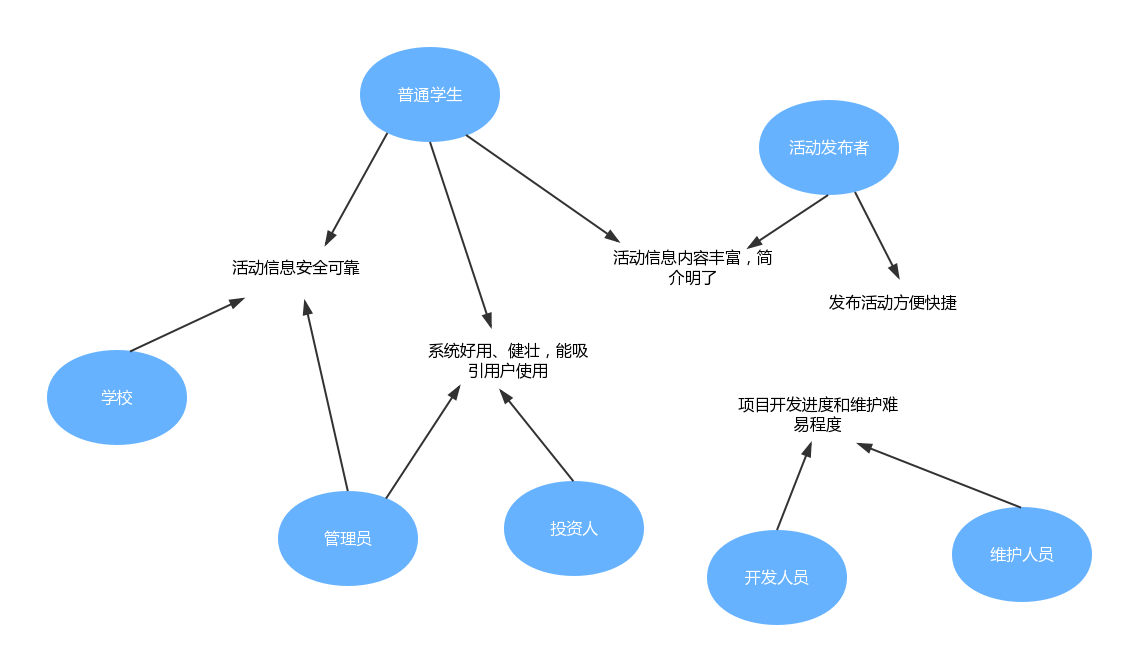 普通学生
活动发布者
活动信息内容丰富，简
介明了
活动信息安全可靠
发布活动方便快捷
系统好用、健壮，能吸
引用户使用
学校
项目开发进度和维护难
易程度
管理员
投资人
维护人员
开发人员